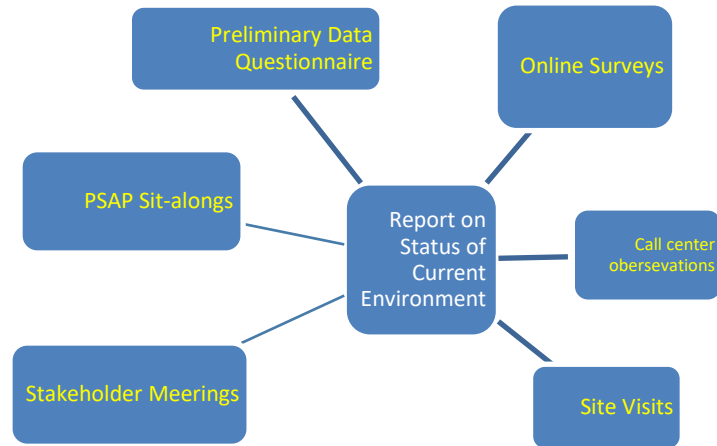 Preliminary Data
Questionnaire
Online Surveys
PSAP Sit-alongs
Report on
Status of
Current
Environment
Call center
obersevations
Stakeholder Meerings
Site Visits